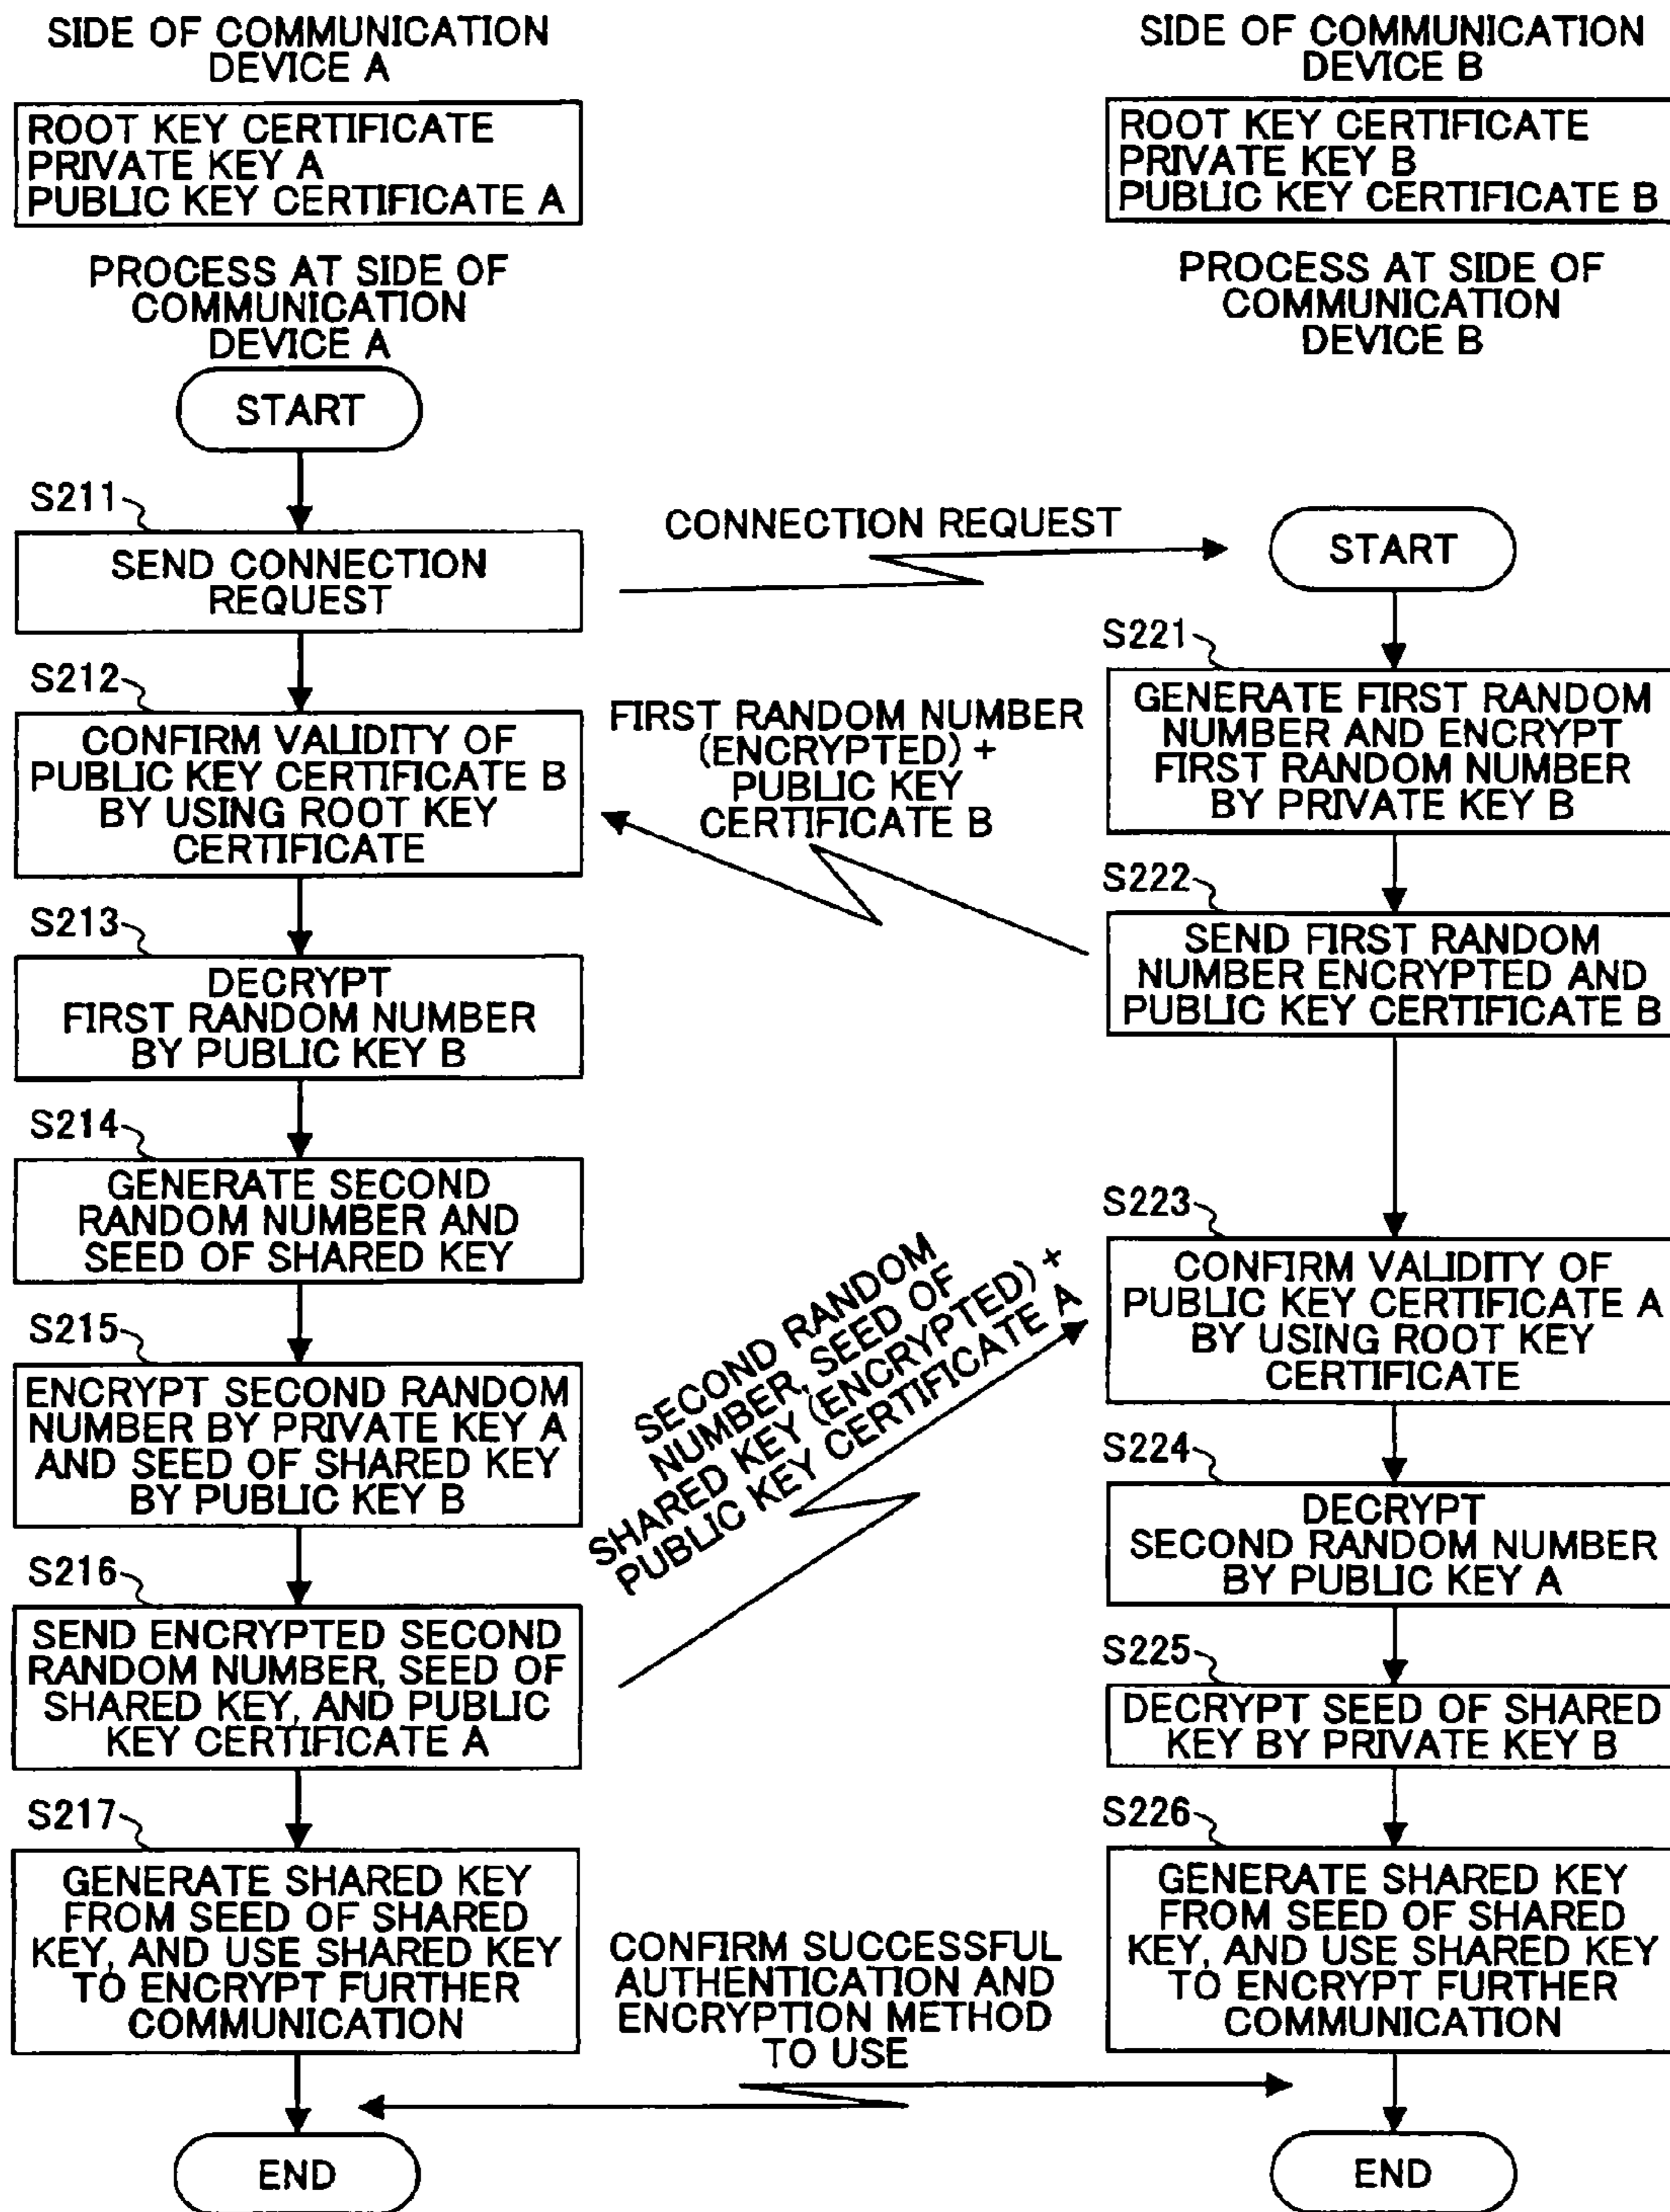 SIDE OF COMMUNICATION
DEVICE A
ROOT KEY CERTIFICATE
PRIVATE KEY A
PUBLIC KEY CERTIFICATE A
PROCESS AT SIDE OF
COMMUNICATION
DEVICE A
START
S211
SEND CONNECTION
REQUEST
S212
CONFIRM VALIDITY OF
PUBLIC KEY CERTIFICATE B
BY USING ROOT KEY
CERTIFICATE
S213
DECRYPT
FIRST RANDOM NUMBER
BY PUBLIC KEY B
S214
GENERATE SECOND
RANDOM NUMBER AND
SEED OF SHARED KEY
S215
ENCRYPT SECOND RANDOM
NUMBER BY PRIVATE KEY A
AND SEED OF SHARED KEY
BY PUBLIC KEY B
S216
SEND ENCRYPTED SECOND
RANDOM NUMBER, SEED OF
SHARED KEY, AND PUBLIC
KEY CERTIFICATE A
S217
GENERATE SHARED KEY
FROM SEED OF SHARED
KEY, AND USE SHARED KEY
TO ENCRYPT FURTHER
COMMUNICATION
END
CONNECTION REQUEST
FIRST RANDOM NUMBER
(ENCRYPTED) +
PUBLIC KEY
CERTIFICATE B
SECOND RANDOM
NUMBER, SEED OF
SHARED KEY (ENCRYPTED) +
PUBLIC KEY CERTIFICATE A
CONFIRM SUCCESSFUL
AUTHENTICATION AND
ENCRYPTION METHOD
TO USE
SIDE OF COMMUNICATION
DEVICE B
ROOT KEY CERTIFICATE
PRIVATE KEY B
PUBLIC KEY CERTIFICATE B
PROCESS AT SIDE OF
COMMUNICATION
DEVICE B
START
S221
GENERATE FIRST RANDOM
NUMBER AND ENCRYPT
FIRST RANDOM NUMBER
BY PRIVATE KEY B
S222
SEND FIRST RANDOM
NUMBER ENCRYPTED AND
PUBLIC KEY CERTIFICATE B
S223
CONFIRM VALIDITY OF
PUBLIC KEY CERTIFICATE A
BY USING ROOT KEY
CERTIFICATE
S224
DECRYPT
SECOND RANDOM NUMBER
BY PUBLIC KEY A
S225
DECRYPT SEED OF SHARED
KEY BY PRIVATE KEY B
S226
GENERATE SHARED KEY
FROM SEED OF SHARED
KEY, AND USE SHARED KEY
TO ENCRYPT FURTHER
COMMUNICATION
END